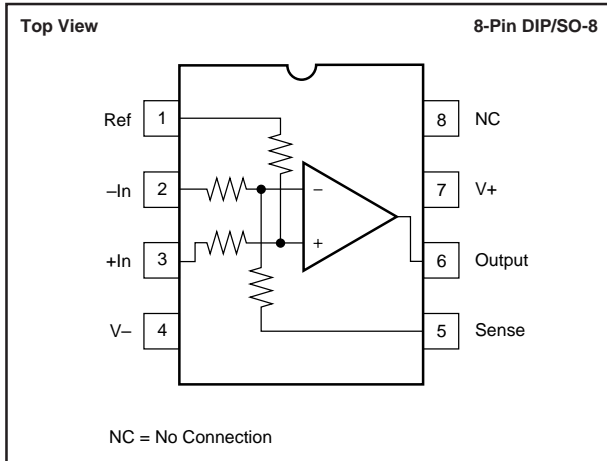 Top View
8-Pin DIP/SO-8
Ref 1
8 NC
–In 2
7 V+
+In 3
6 Output
V– 4
5 Sense
–
+
NC = No Connection